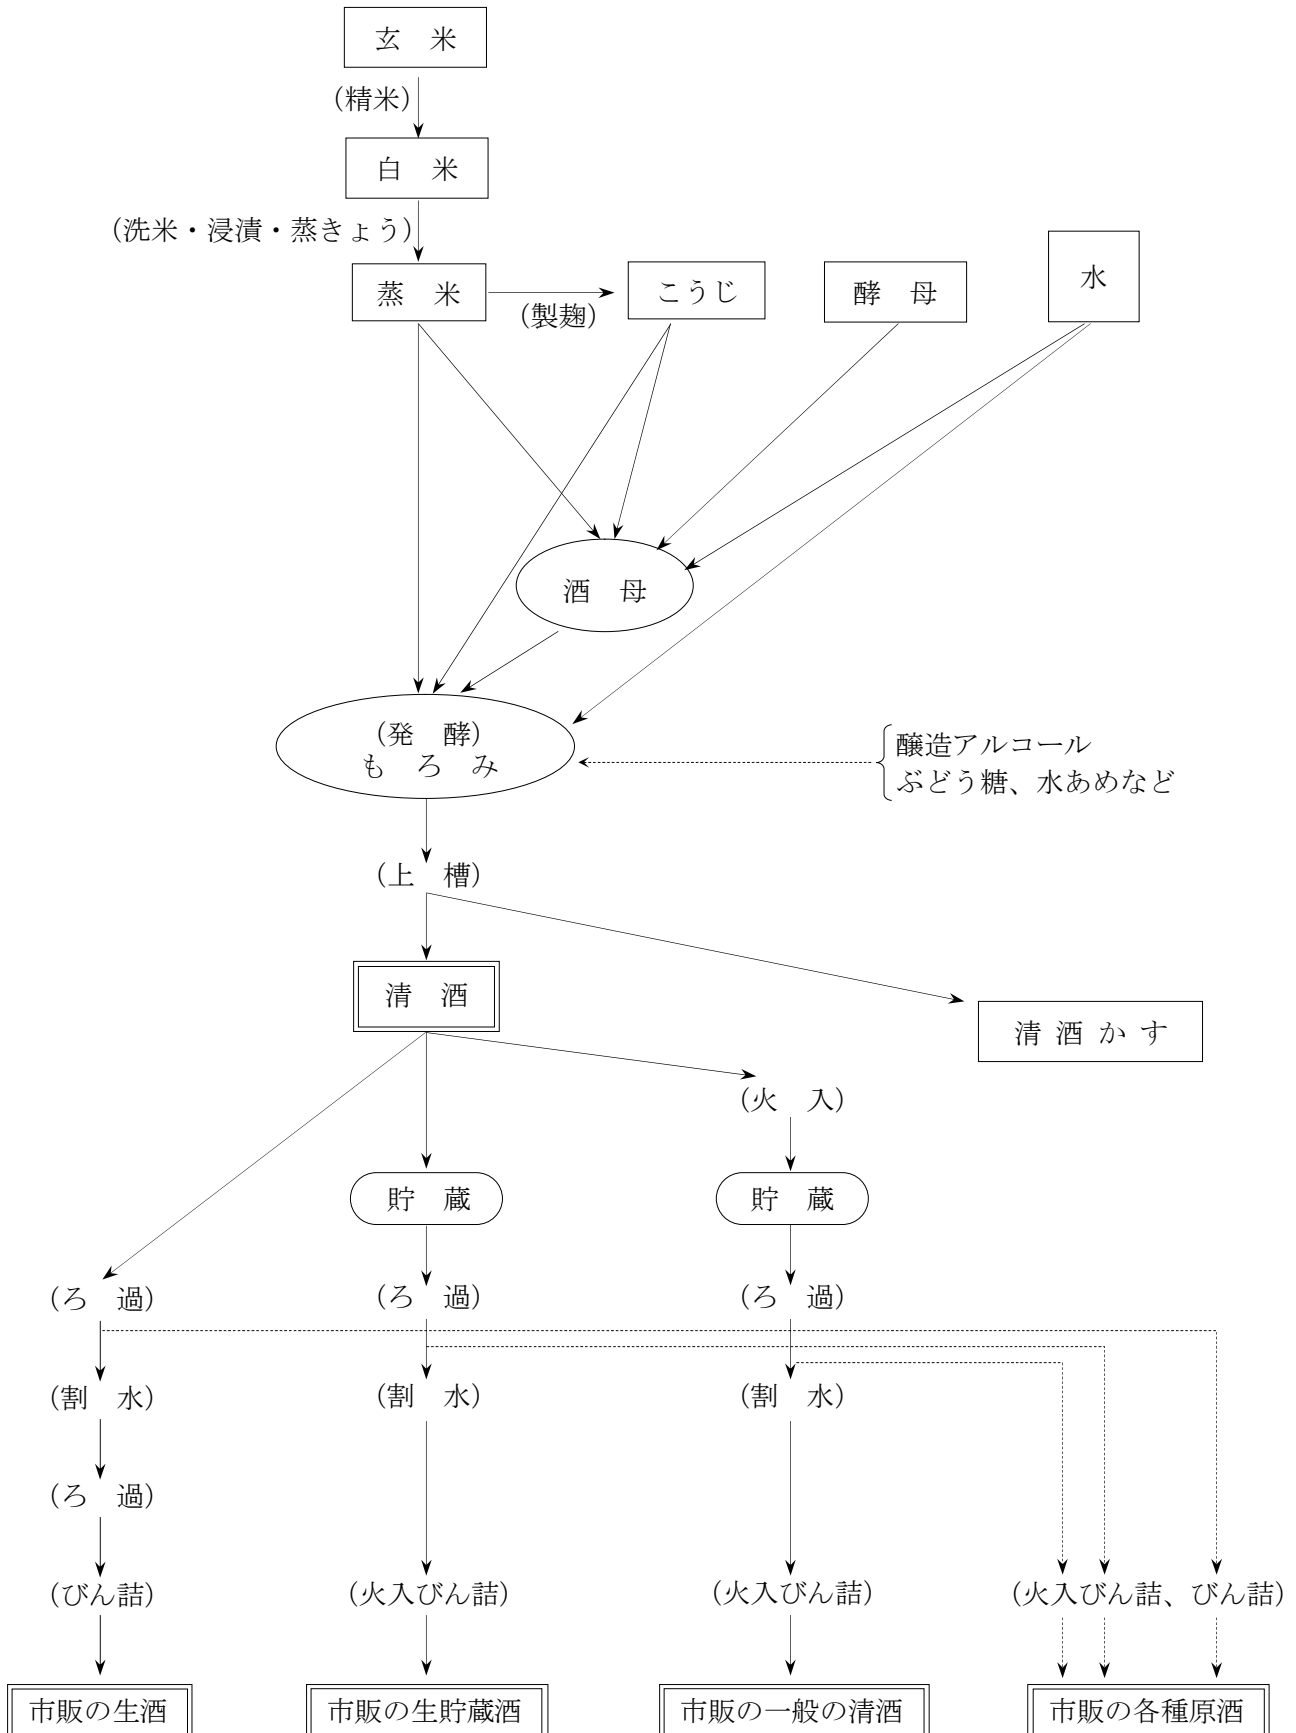 玄　米
（精米）
白　米
（洗米・浸漬・蒸きょう）
蒸　米
（製麹）
こうじ
酵　母
水
酒　母
（発　酵）
も　ろ　み
醸造アルコール
ぶどう糖、水あめなど
（上　槽）
清　酒
清 酒 か す
（火　入）
貯　蔵
貯　蔵
（ろ　過）
（ろ　過）
（ろ　過）
（割　水）
（割　水）
（割　水）
（ろ　過）
（びん詰）
（火入びん詰）
（火入びん詰）
（火入びん詰、びん詰）
市販の生酒
市販の生貯蔵酒
市販の一般の清酒
市販の各種原酒